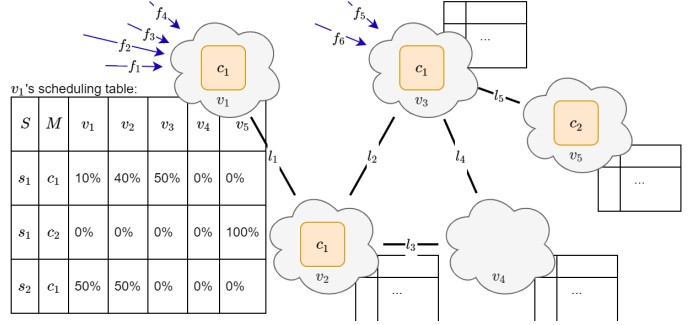 f₄
f₃
f₂
f₁
c₁
v₁
f₅
f₆
c₁
v₃
...
l₅
c₂
v₅
...
v₁'s scheduling table:
S M v₁ v₂ v₃ v₄ v₅
s₁ c₁ 10% 40% 50% 0% 0%
s₁ c₂ 0% 0% 0% 0% 100%
s₂ c₁ 50% 50% 0% 0% 0%
l₁
l₂
l₄
c₁
v₂
l₃
v₄
...
...